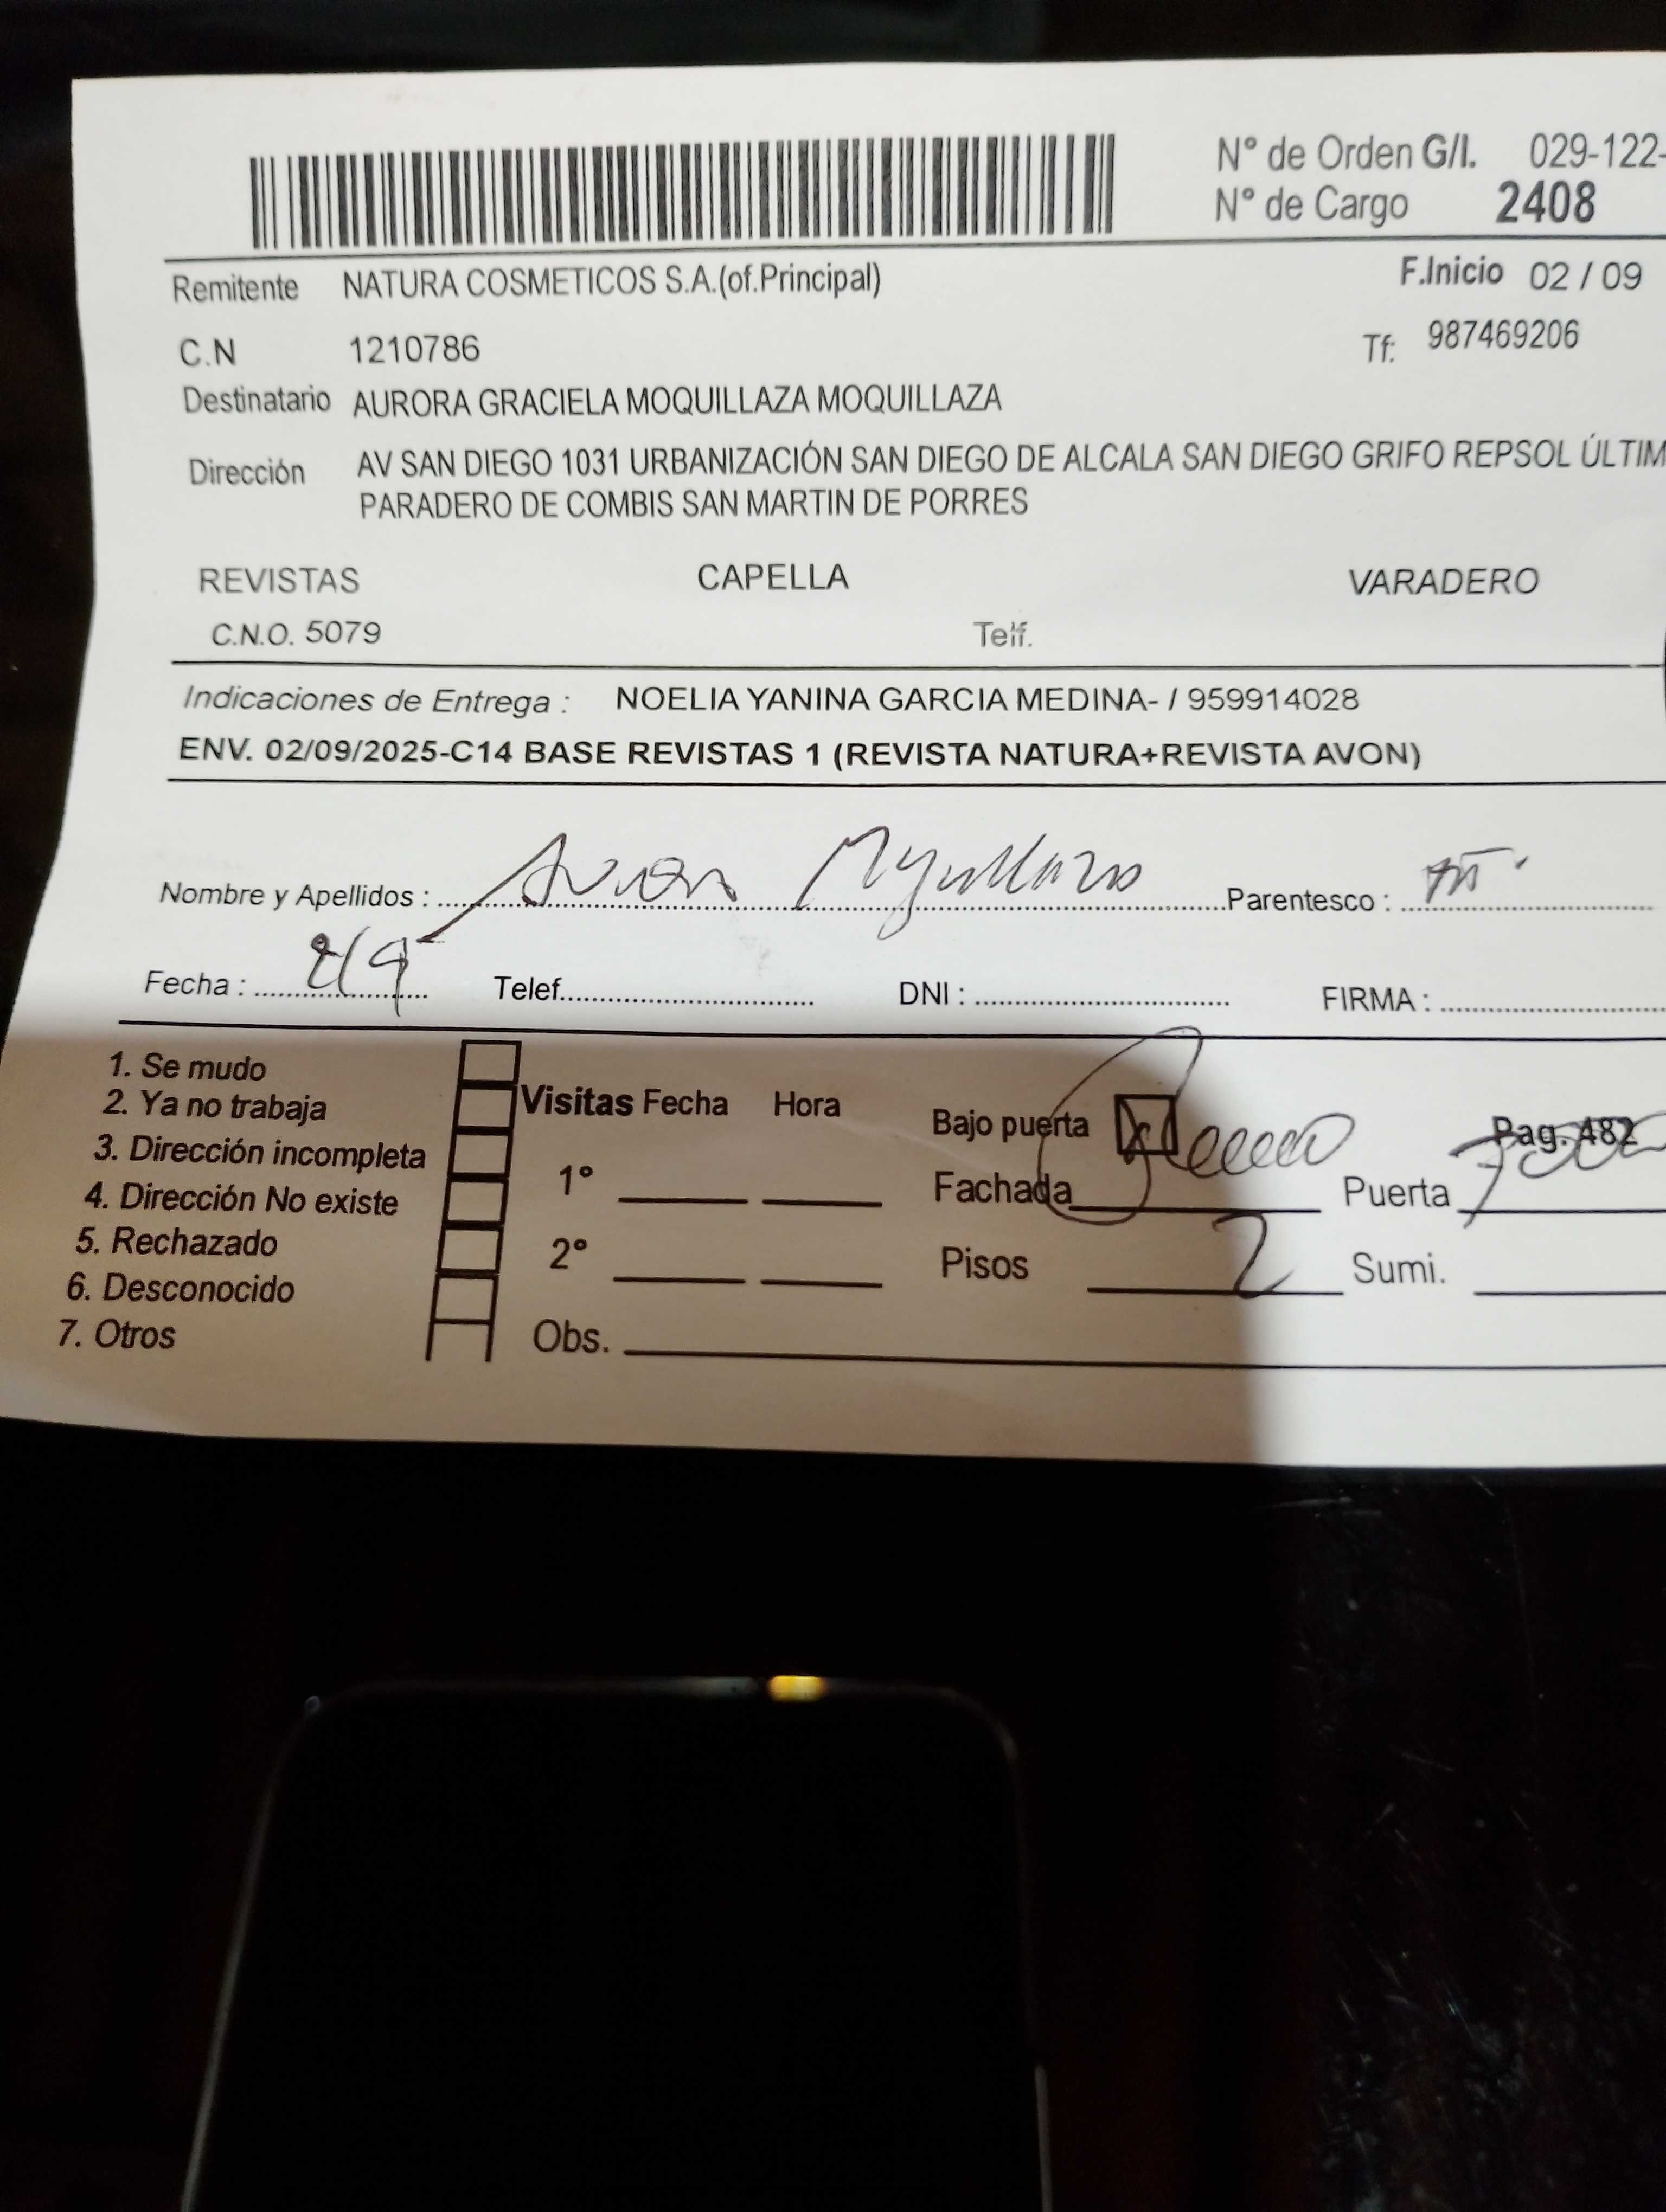 N° de Orden G/I. 029-122-
N° de Cargo 2408
Remitente NATURA COSMETICOS S.A.(of.Principal) F.Inicio 02 / 09
C.N 1210786 Tf: 987469206
Destinatario AURORA GRACIELA MOQUILLAZA MOQUILLAZA
Dirección AV SAN DIEGO 1031 URBANIZACIÓN SAN DIEGO DE ALCALA SAN DIEGO GRIFO REPSOL ÚLTIM
PARADERO DE COMBIS SAN MARTIN DE PORRES
REVISTAS CAPELLA VARADERO
C.N.O. 5079 Telf.
Indicaciones de Entrega : NOELIA YANINA GARCIA MEDINA- / 959914028
ENV. 02/09/2025-C14 BASE REVISTAS 1 (REVISTA NATURA+REVISTA AVON)
Nombre y Apellidos : Parentesco :
Fecha : 2/9 Telef. DNI : FIRMA :
1. Se mudo
2. Ya no trabaja
3. Dirección incompleta
4. Dirección No existe
5. Rechazado
6. Desconocido
7. Otros
Visitas Fecha Hora
1°
2°
Obs.
Bajo puerta Pag. 482
Fachada Puerta
Pisos 2 Sumi.